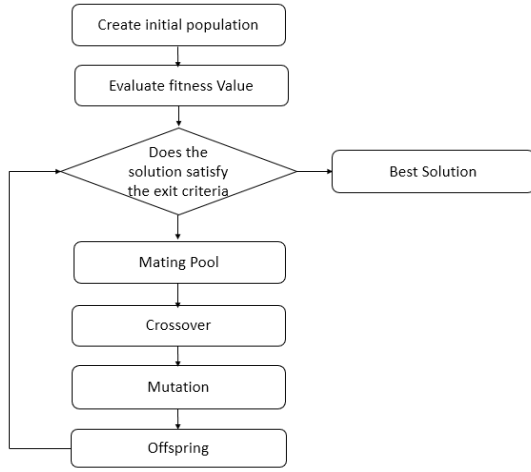 Create initial population
Evaluate fitness Value
Does the
solution satisfy
the exit criteria
Best Solution
Mating Pool
Crossover
Mutation
Offspring